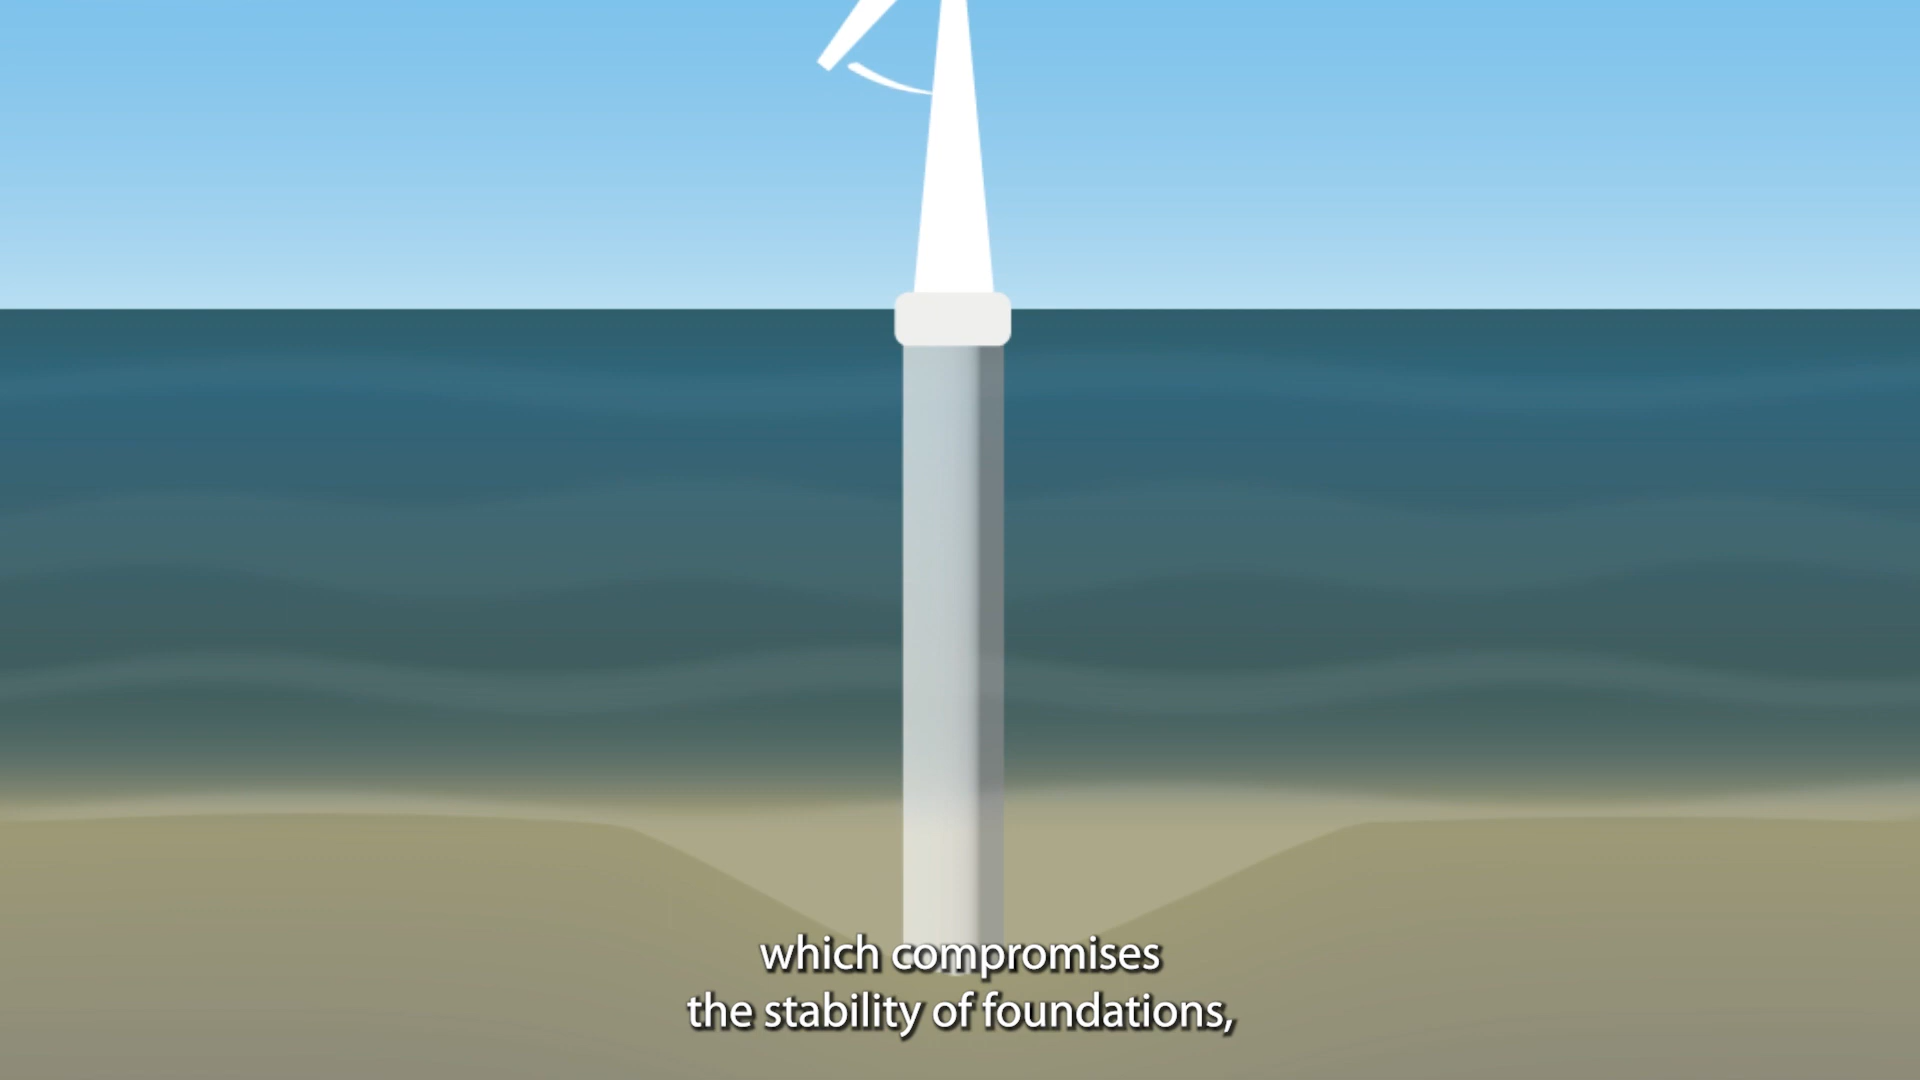 which compromises
the stability of foundations,